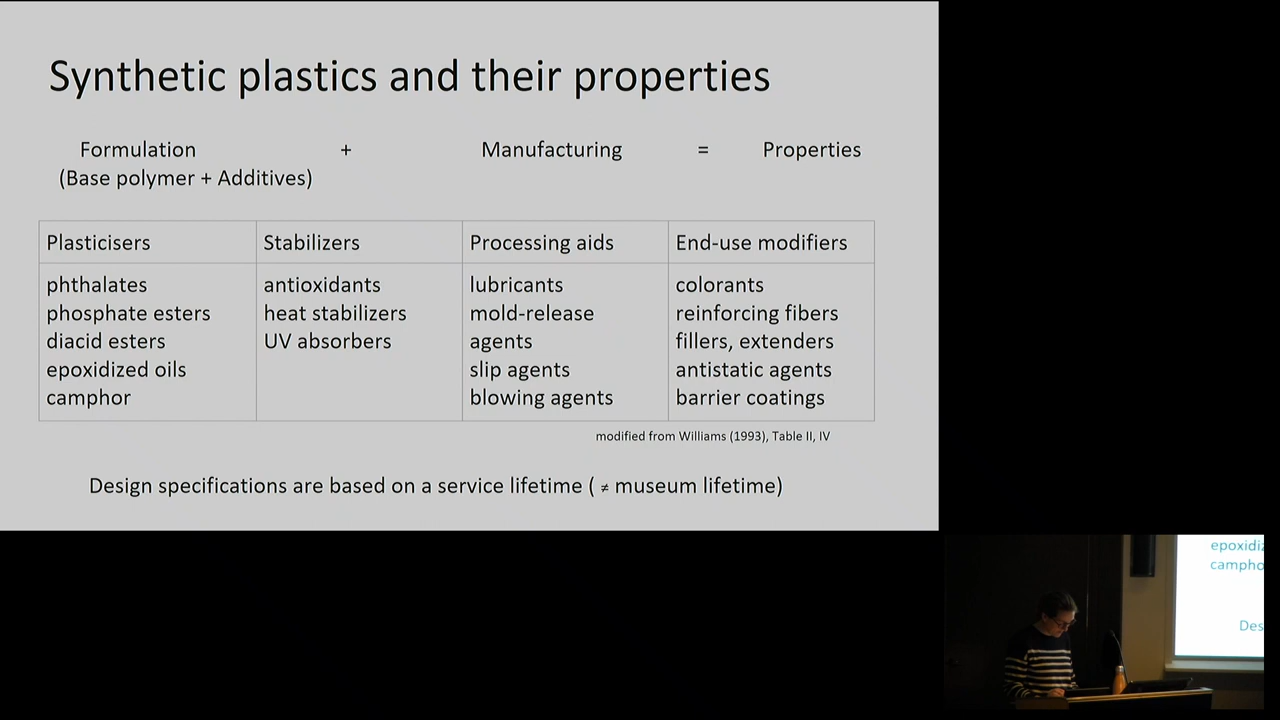 Synthetic plastics and their properties
Formulation + Manufacturing = Properties
(Base polymer + Additives)
Plasticisers Stabilizers Processing aids End-use modifiers
phthalates antioxidants lubricants colorants
phosphate esters heat stabilizers mold-release reinforcing fibers
diacid esters UV absorbers agents fillers, extenders
epoxidized oils slip agents antistatic agents
camphor blowing agents barrier coatings
modified from Williams (1993), Table II, IV
Design specifications are based on a service lifetime ( ≠ museum lifetime)
epoxidiz
campho
Des